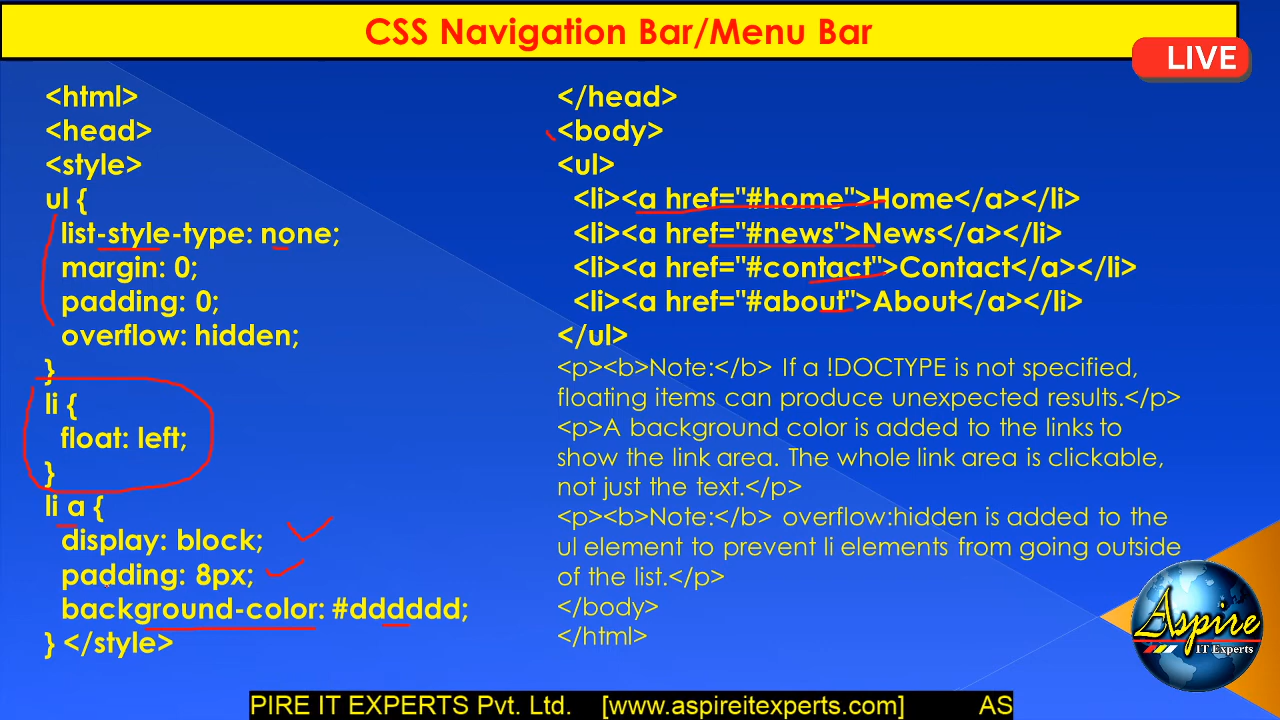 CSS Navigation Bar/Menu Bar
LIVE
<html>
<head>
<style>
ul {
list-style-type: none;
margin: 0;
padding: 0;
overflow: hidden;
}
li {
float: left;
}
li a {
display: block;
padding: 8px;
background-color: #dddddd;
} </style>
</head>
<body>
<ul>
<li><a href="#home">Home</a></li>
<li><a href="#news">News</a></li>
<li><a href="#contact">Contact</a></li>
<li><a href="#about">About</a></li>
</ul>
<p><b>Note:</b> If a !DOCTYPE is not specified,
floating items can produce unexpected results.</p>
<p>A background color is added to the links to
show the link area. The whole link area is clickable,
not just the text.</p>
<p><b>Note:</b> overflow:hidden is added to the
ul element to prevent li elements from going outside
of the list.</p>
</body>
</html>
Aspire
IT Experts
PIRE IT EXPERTS Pvt. Ltd. [www.aspireitexperts.com] AS